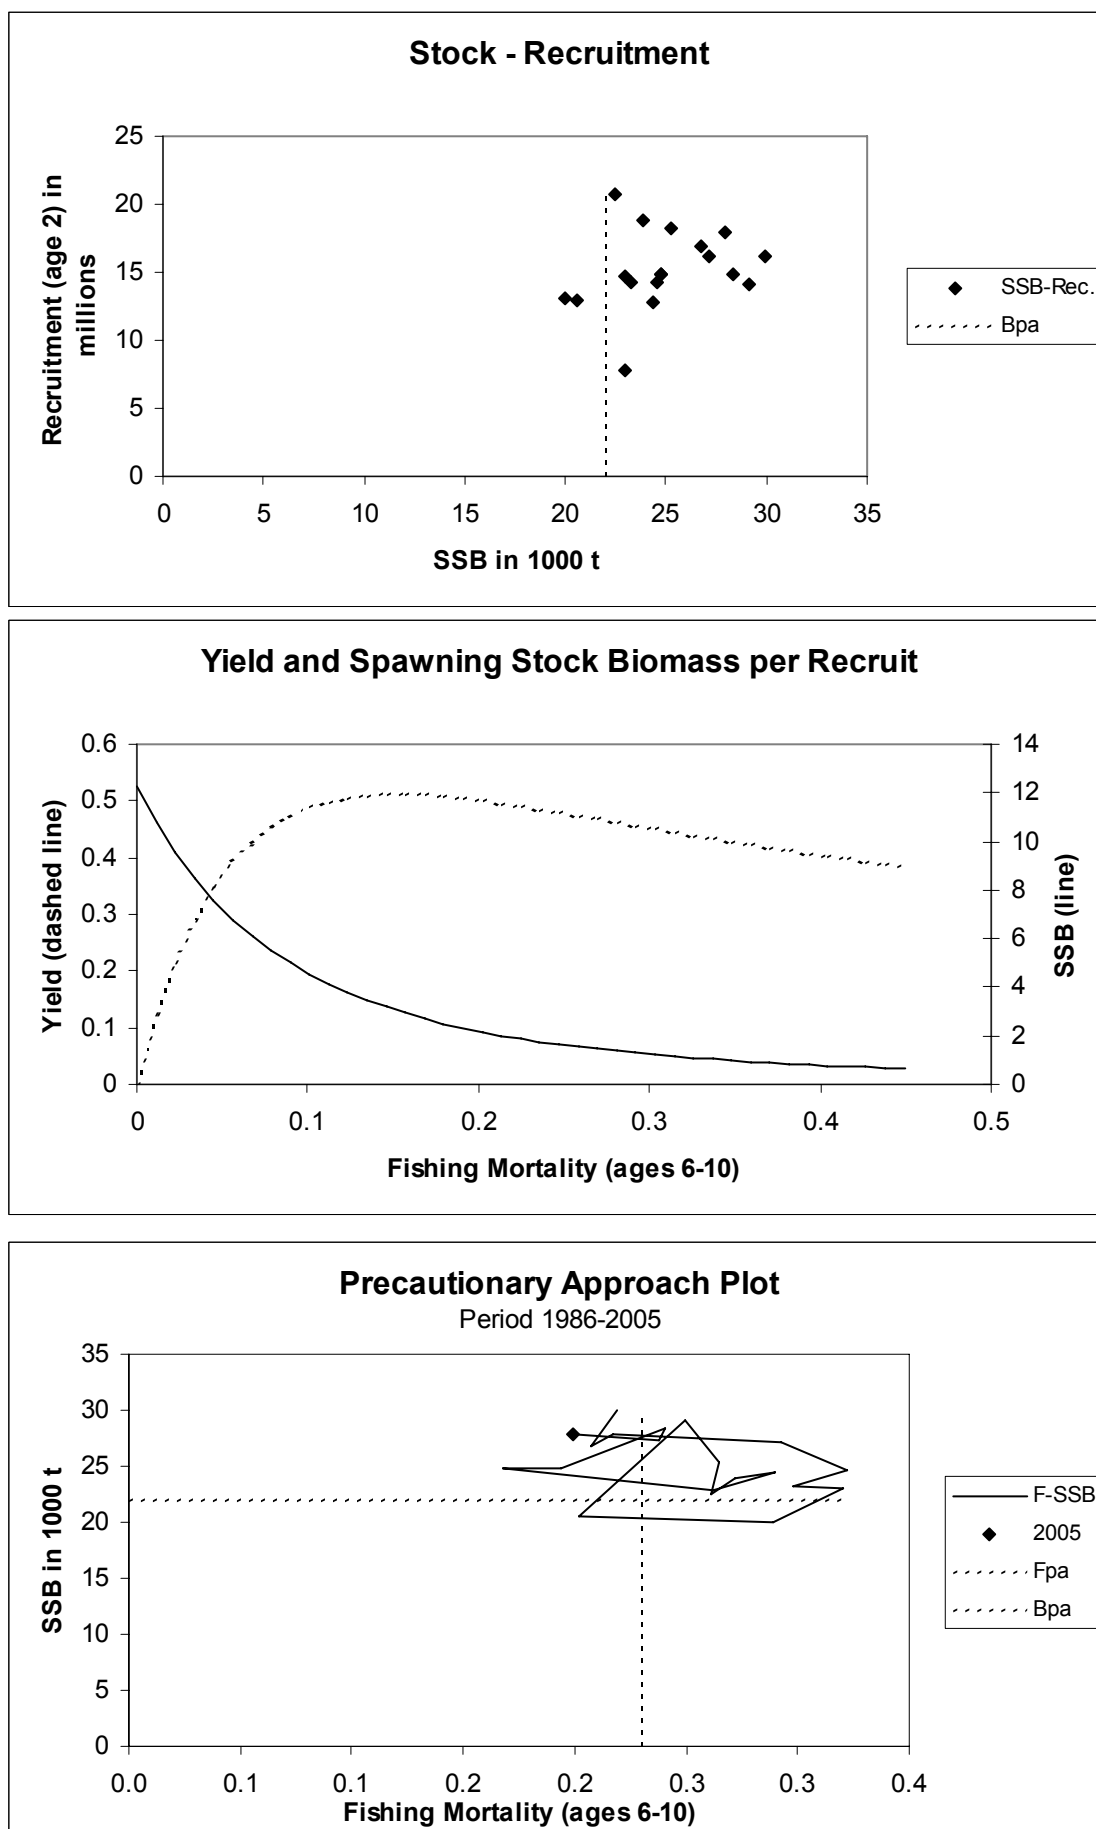 Stock - Recruitment
25
20
15
10
5
0
Recruitment (age 2) in
millions
0 5 10 15 20 25 30 35
SSB in 1000 t
SSB-Rec.
Bpa
Yield and Spawning Stock Biomass per Recruit
0.6
0.5
0.4
0.3
0.2
0.1
0
Yield (dashed line)
14
12
10
8
6
4
2
0
SSB (line)
0 0.1 0.2 0.3 0.4 0.5
Fishing Mortality (ages 6-10)
Precautionary Approach Plot
Period 1986-2005
35
30
25
20
15
10
5
0
SSB in 1000 t
0.0 0.1 0.1 0.2 0.2 0.3 0.3 0.4
Fishing Mortality (ages 6-10)
F-SSB
2005
Fpa
Bpa